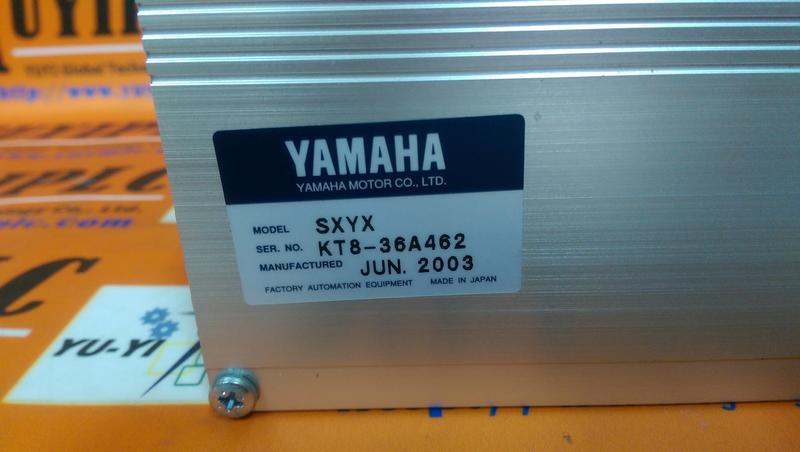 YAMAHA
YAMAHA MOTOR CO., LTD.
MODEL SXYX
SER. NO. KT8-36A462
MANUFACTURED JUN. 2003
FACTORY AUTOMATION EQUIPMENT MADE IN JAPAN
YU-YI